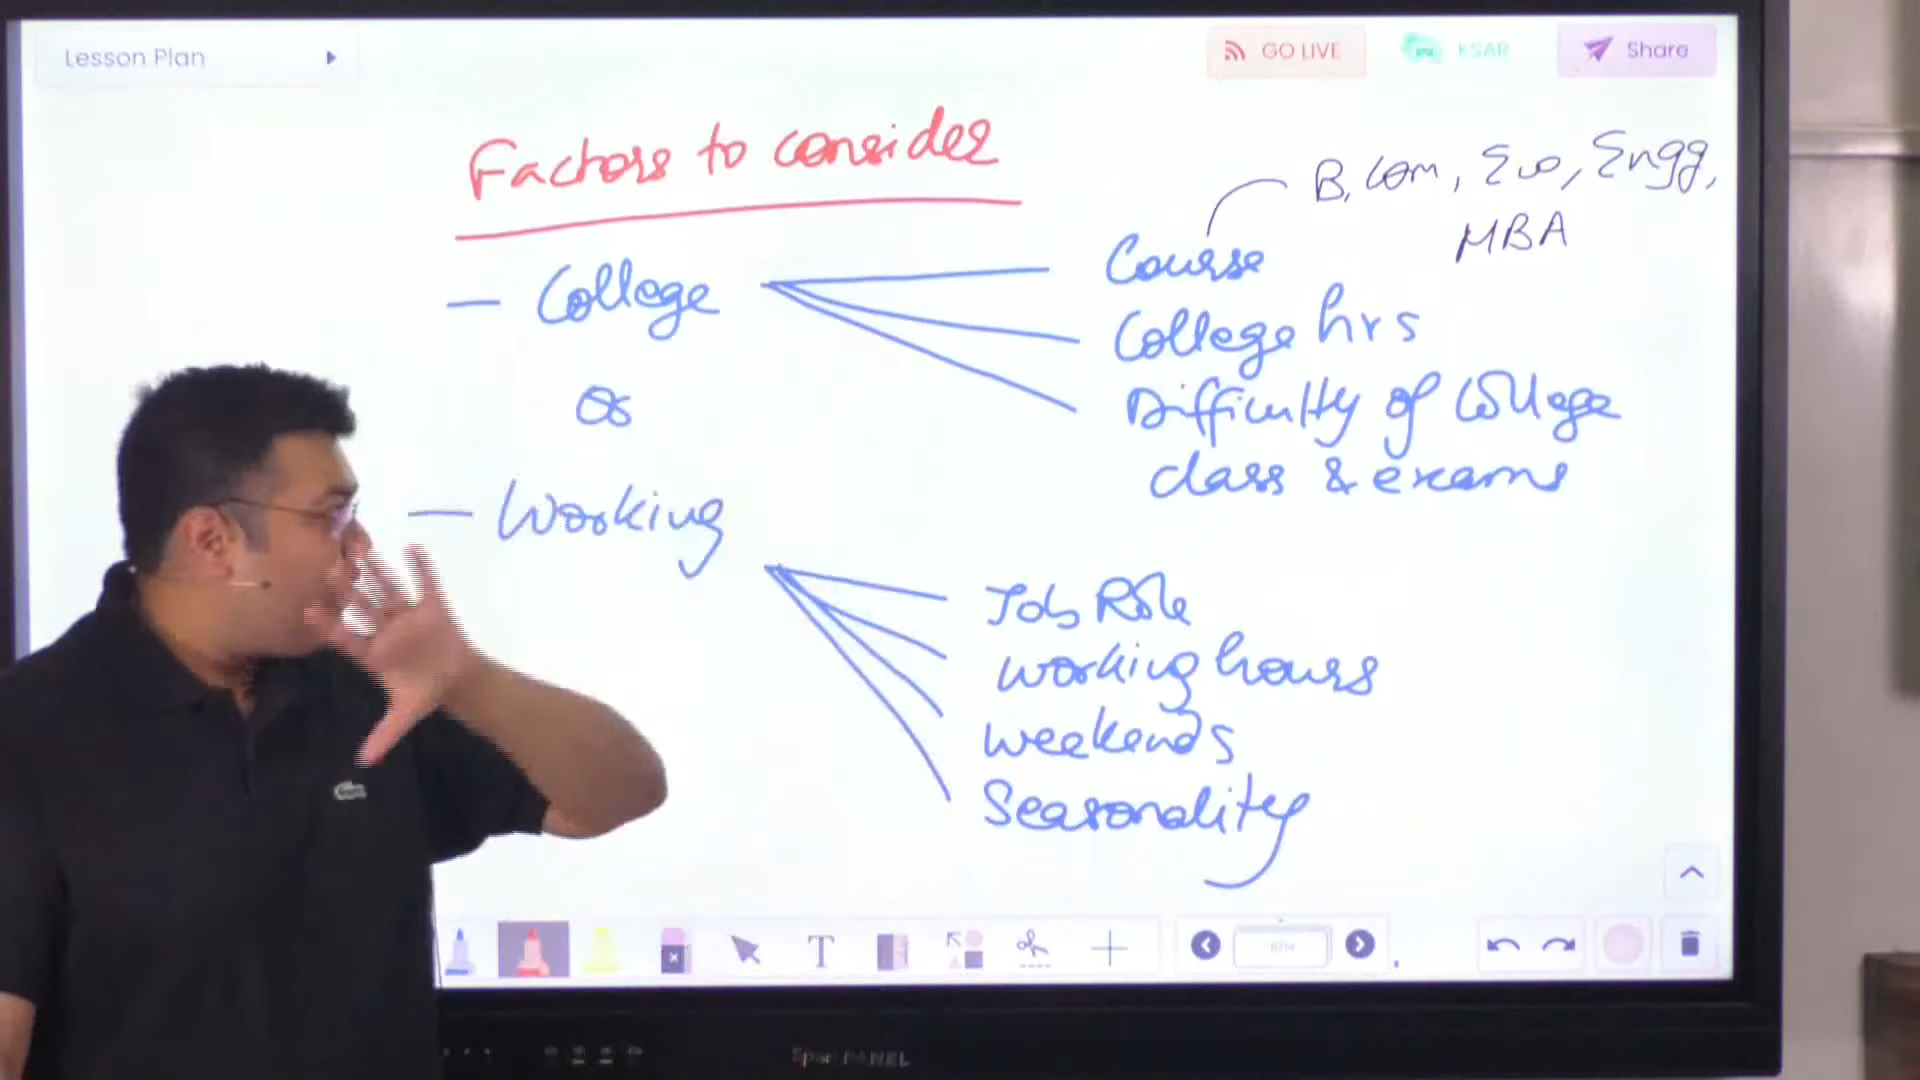 Lesson Plan
GO LIVE
Share
Factors to consider
B.Com, Eco, Engg,
MBA
Course
College
College hrs
Or
Difficulty of College
class & exams
Working
Job Role
Working hours
Weekends
Seasonality
T
PANEL